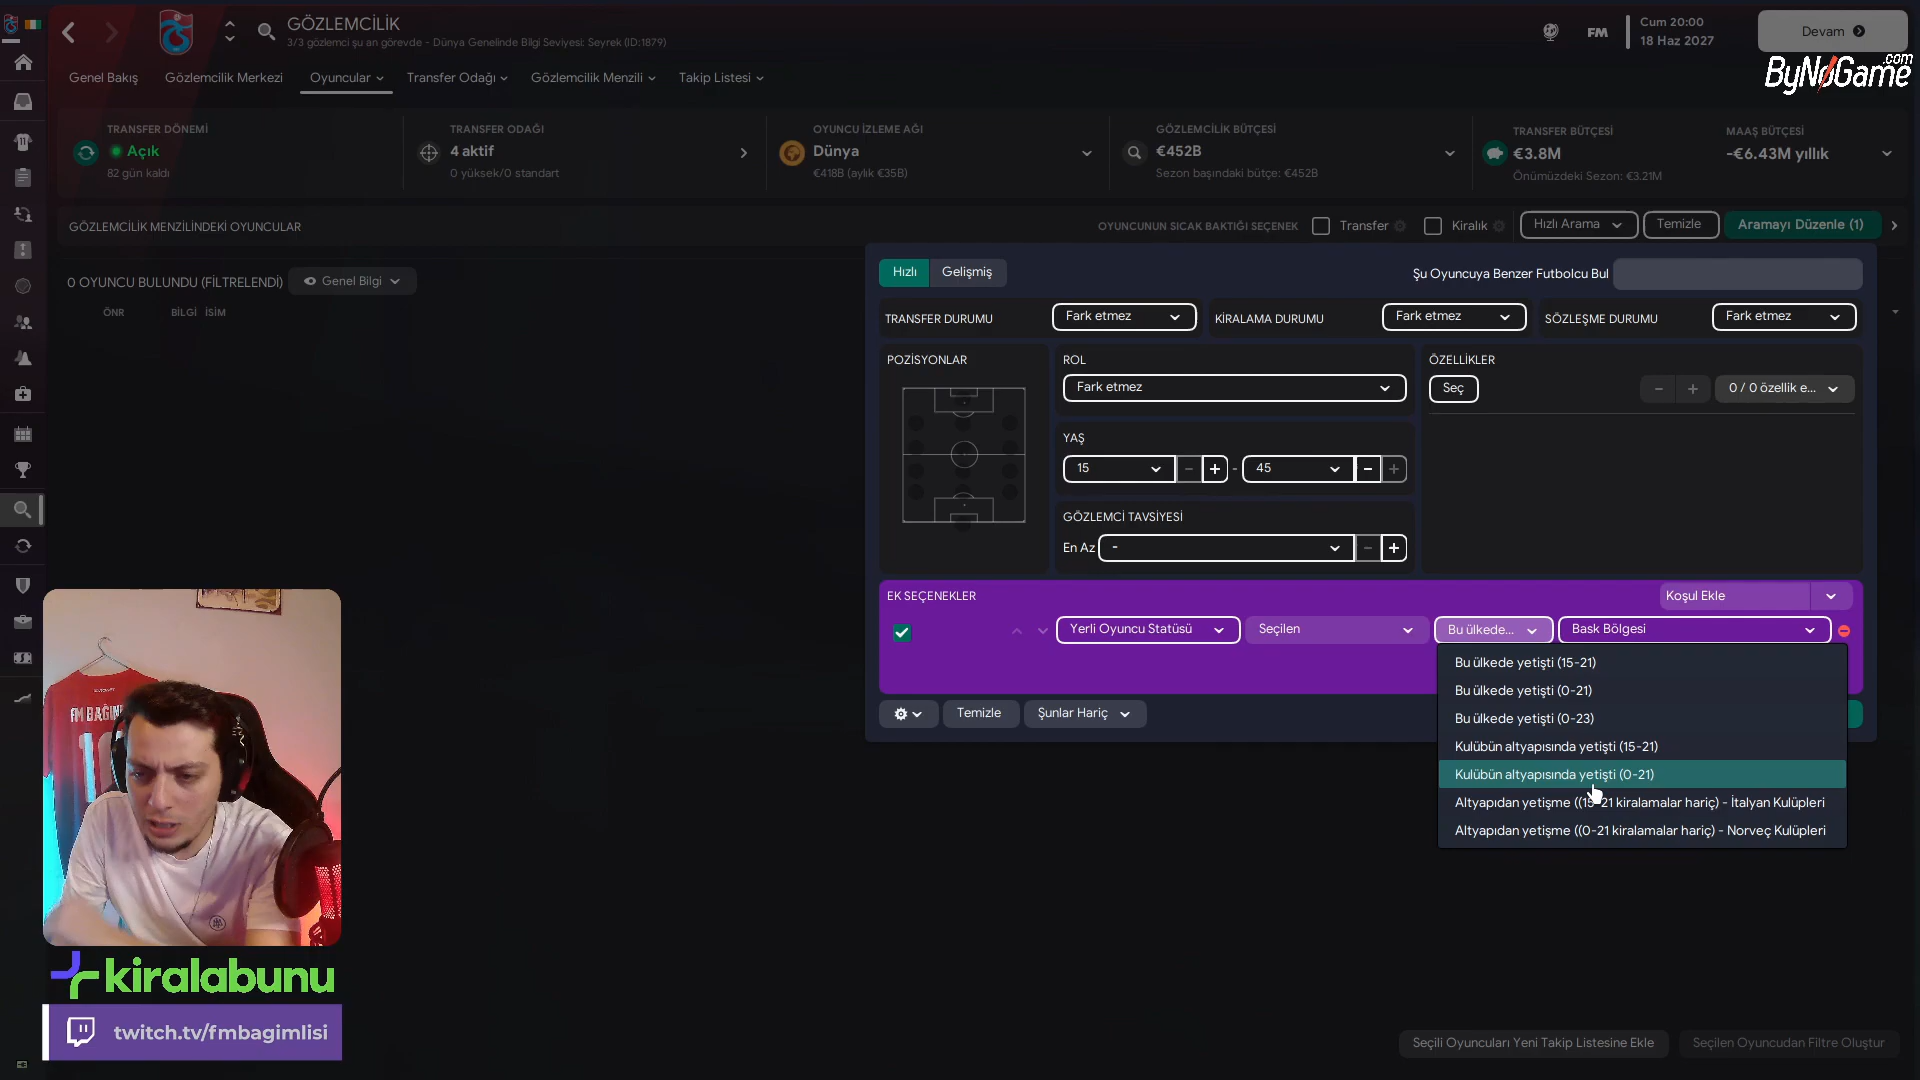 GÖZLEMCİLİK
3/3 gözlemci şu an görevde - Dünya Genelinde Bilgi Seviyesi: Seyrek (ID:1879)
FM
Cum 20:00
18 Haz 2027
Devam
ByNoGame.com
Genel Bakış
Gözlemcilik Merkezi
Oyuncular
Transfer Odağı
Gözlemcilik Menzili
Takip Listesi
TRANSFER DÖNEMİ
Açık
82 gün kaldı
TRANSFER ODAĞI
4 aktif
0 yüksek/0 standart
OYUNCU İZLEME AĞI
Dünya
€418B (aylık €35B)
GÖZLEMCİLİK BÜTÇESİ
€452B
Sezon başındaki bütçe: €452B
TRANSFER BÜTÇESİ
€3.8M
Önümüzdeki Sezon: €3.21M
MAAŞ BÜTÇESİ
-€6.43M yıllık
GÖZLEMCİLİK MENZİLİNDEKİ OYUNCULAR
OYUNCUNUN SICAK BAKTIĞI SEÇENEK
Transfer
Kiralık
Hızlı Arama
Temizle
Aramayı Düzenle (1)
0 OYUNCU BULUNDU (FİLTRELENDİ)
Genel Bilgi
ÖNR
BİLGİ
İSİM
Hızlı
Gelişmiş
Şu Oyuncuya Benzer Futbolcu Bul
TRANSFER DURUMU
Fark etmez
KİRALAMA DURUMU
Fark etmez
SÖZLEŞME DURUMU
Fark etmez
POZİSYONLAR
ROL
Fark etmez
ÖZELLİKLER
Seç
0 / 0 özellik e...
YAŞ
15
-
45
GÖZLEMCİ TAVSİYESİ
En Az
-
EK SEÇENEKLER
Koşul Ekle
Yerli Oyuncu Statüsü
Seçilen
Bu ülkede...
Bask Bölgesi
Bu ülkede yetişti (15-21)
Bu ülkede yetişti (0-21)
Bu ülkede yetişti (0-23)
Kulübün altyapısında yetişti (15-21)
Kulübün altyapısında yetişti (0-21)
Altyapıdan yetişme ((15-21 kiralamalar hariç) - İtalyan Kulüpleri
Altyapıdan yetişme ((0-21 kiralamalar hariç) - Norveç Kulüpleri
Temizle
Şunlar Hariç
FM BAĞIM
kiralabunu
twitch.tv/fmbagimlisi
Seçili Oyuncuları Yeni Takip Listesine Ekle
Seçilen Oyuncudan Filtre Oluştur